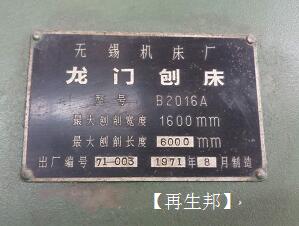 无锡机床厂
龙门刨床
型号 B2016A
最大刨削宽度 1600mm
最大刨削长度 6000mm
出厂编号 71-003 1971年8月制造
【再生邦】